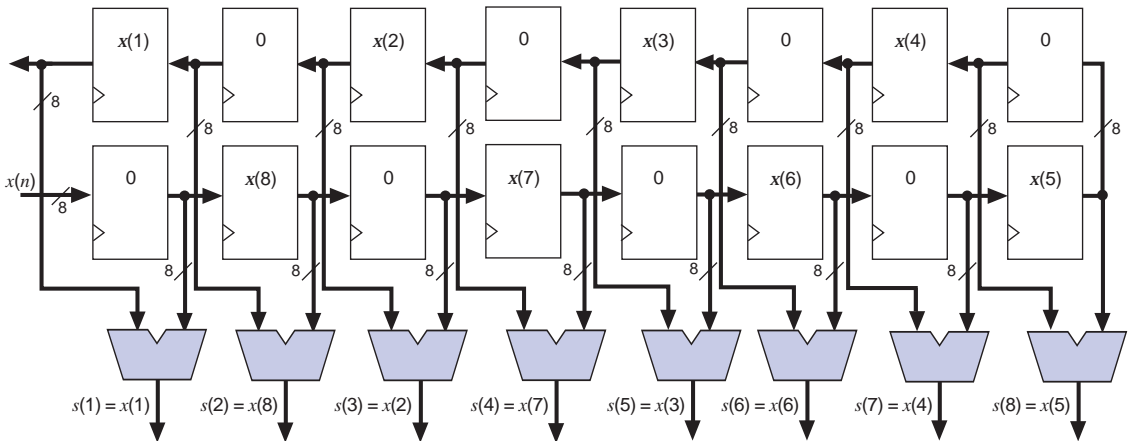 x(1) 0 x(2) 0 x(3) 0 x(4) 0
8 8 8 8 8 8 8 8 8
x(n) 8 0 x(8) 0 x(7) 0 x(6) 0 x(5)
8 8 8 8 8 8 8
s(1) = x(1) s(2) = x(8) s(3) = x(2) s(4) = x(7) s(5) = x(3) s(6) = x(6) s(7) = x(4) s(8) = x(5)